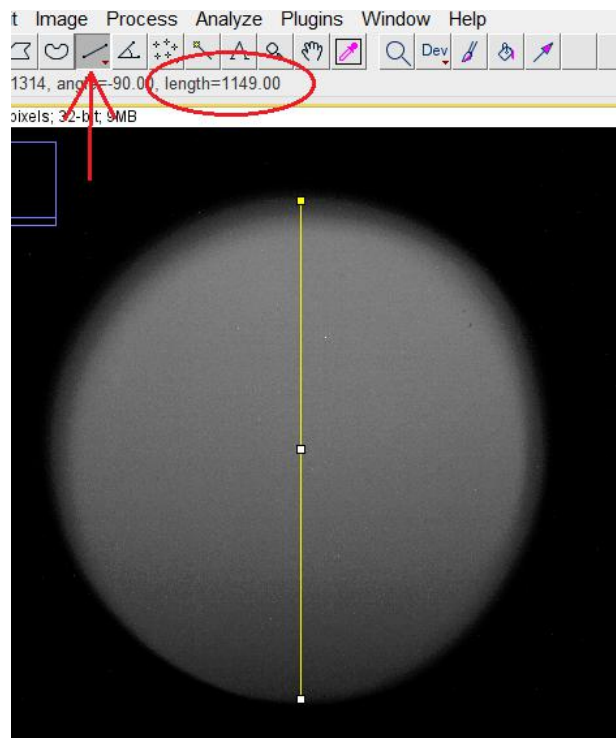 t Image Process Analyze Plugins Window Help
A Dev
1314, angle=-90.00, length=1149.00
pixels; 32-bit; 9MB